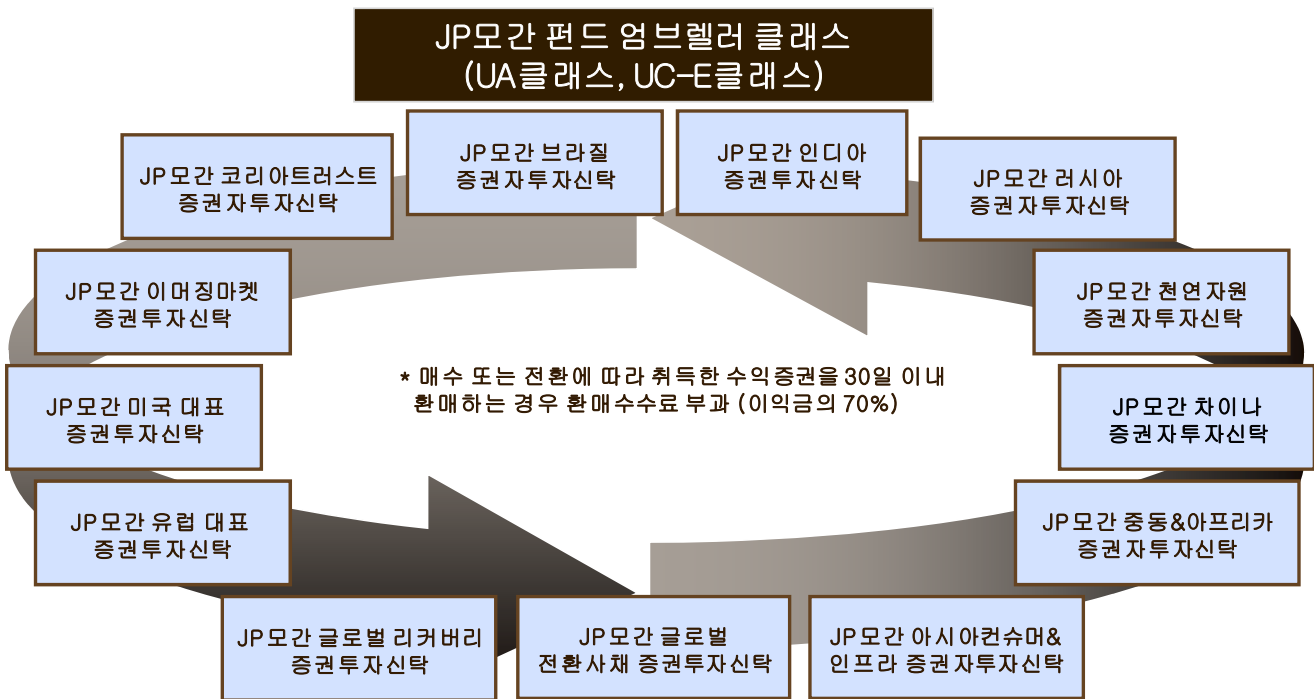 JP모간 펀드 엄브렐러 클래스
(UA클래스, UC-E클래스)
JP모간 브라질
증권자투자신탁
JP모간 인디아
증권투자신탁
JP모간 코리아트러스트
증권자투자신탁
JP모간 러시아
증권자투자신탁
JP모간 이머징마켓
증권투자신탁
JP모간 천연자원
증권자투자신탁
* 매수 또는 전환에 따라 취득한 수익증권을 30일 이내
환매하는 경우 환매수수료 부과 (이익금의 70%)
JP모간 미국 대표
증권투자신탁
JP모간 차이나
증권자투자신탁
JP모간 유럽 대표
증권투자신탁
JP모간 중동&아프리카
증권자투자신탁
JP모간 글로벌 리커버리
증권투자신탁
JP모간 글로벌
전환사채 증권투자신탁
JP모간 아시아컨슈머&
인프라 증권자투자신탁